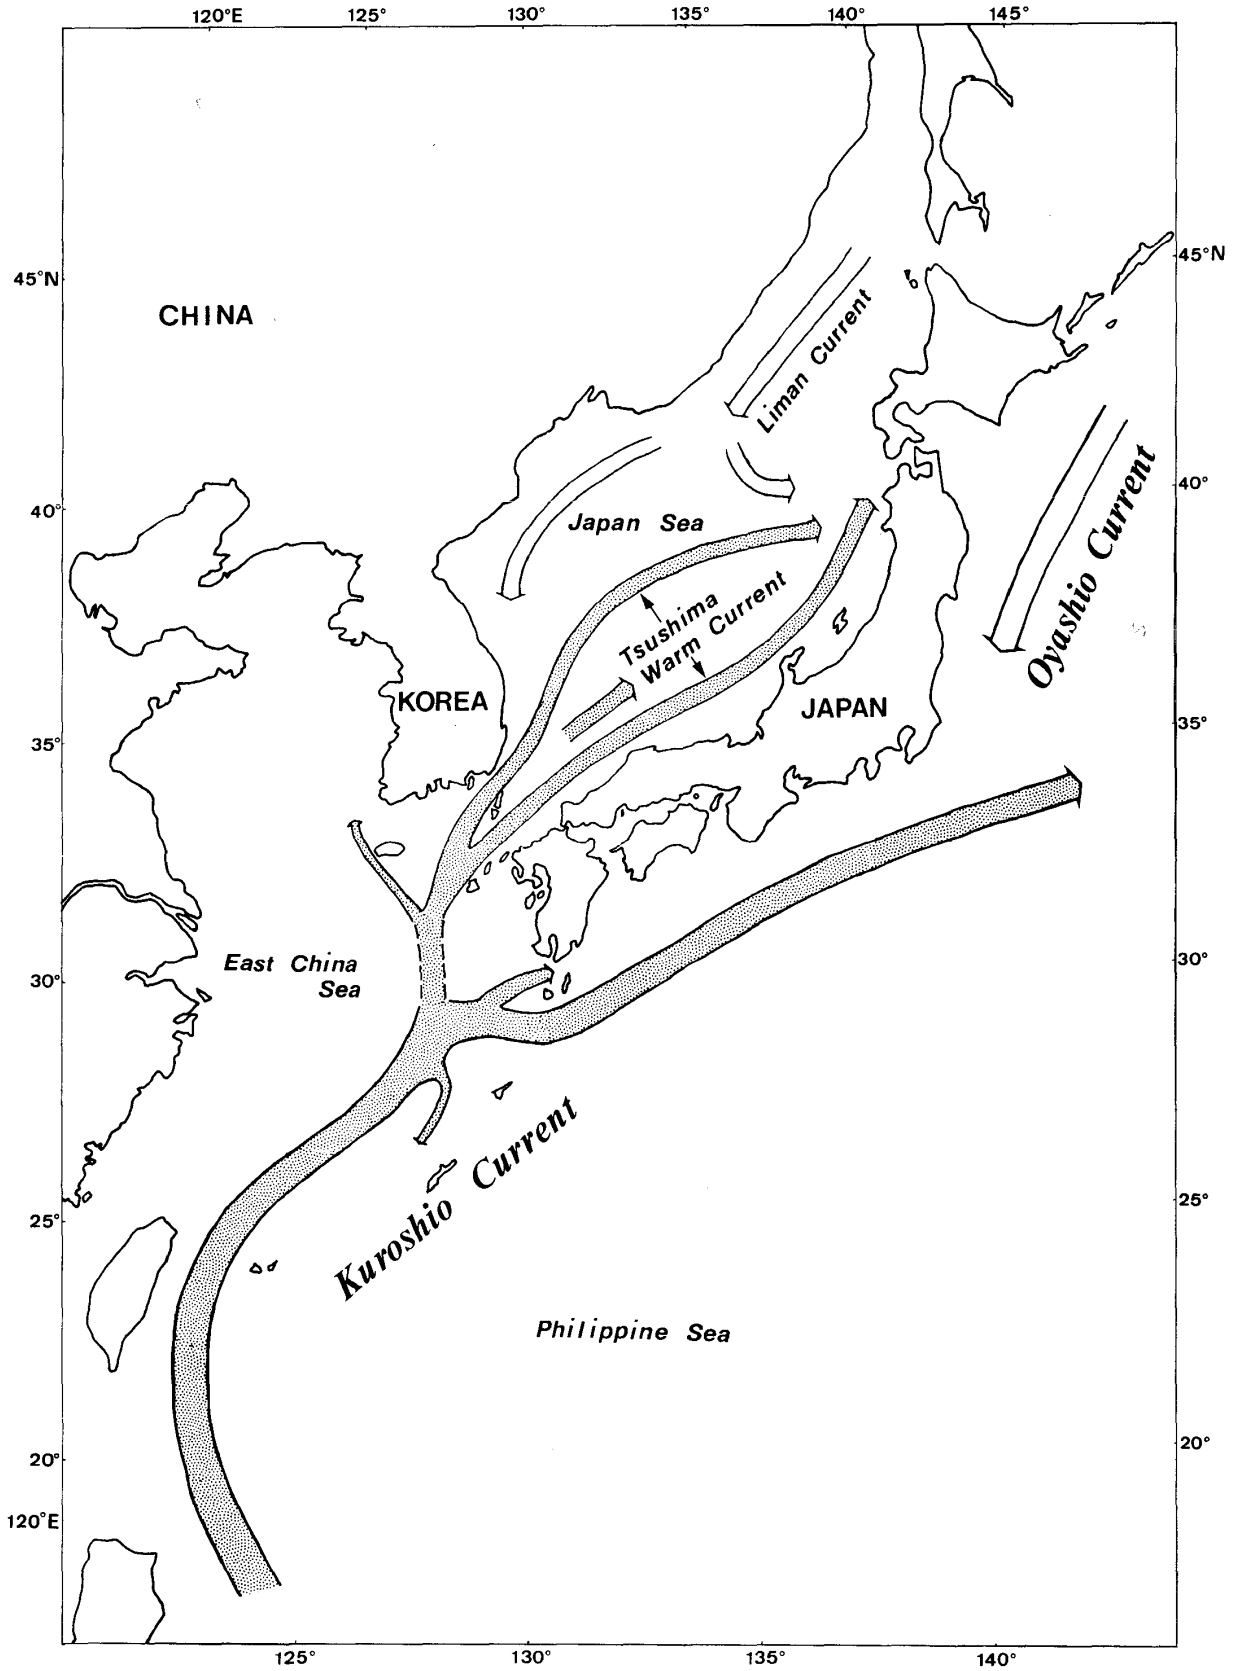 120°E 125° 130° 135° 140° 145°
45°N
45°N
CHINA
Liman Current
40°
40°
Japan Sea
Oyashio Current
Tsushima
Warm Current
KOREA
JAPAN
35°
35°
East China
Sea
30°
30°
Kuroshio Current
25°
25°
Philippine Sea
20°
20°
120°E
125° 130° 135° 140°